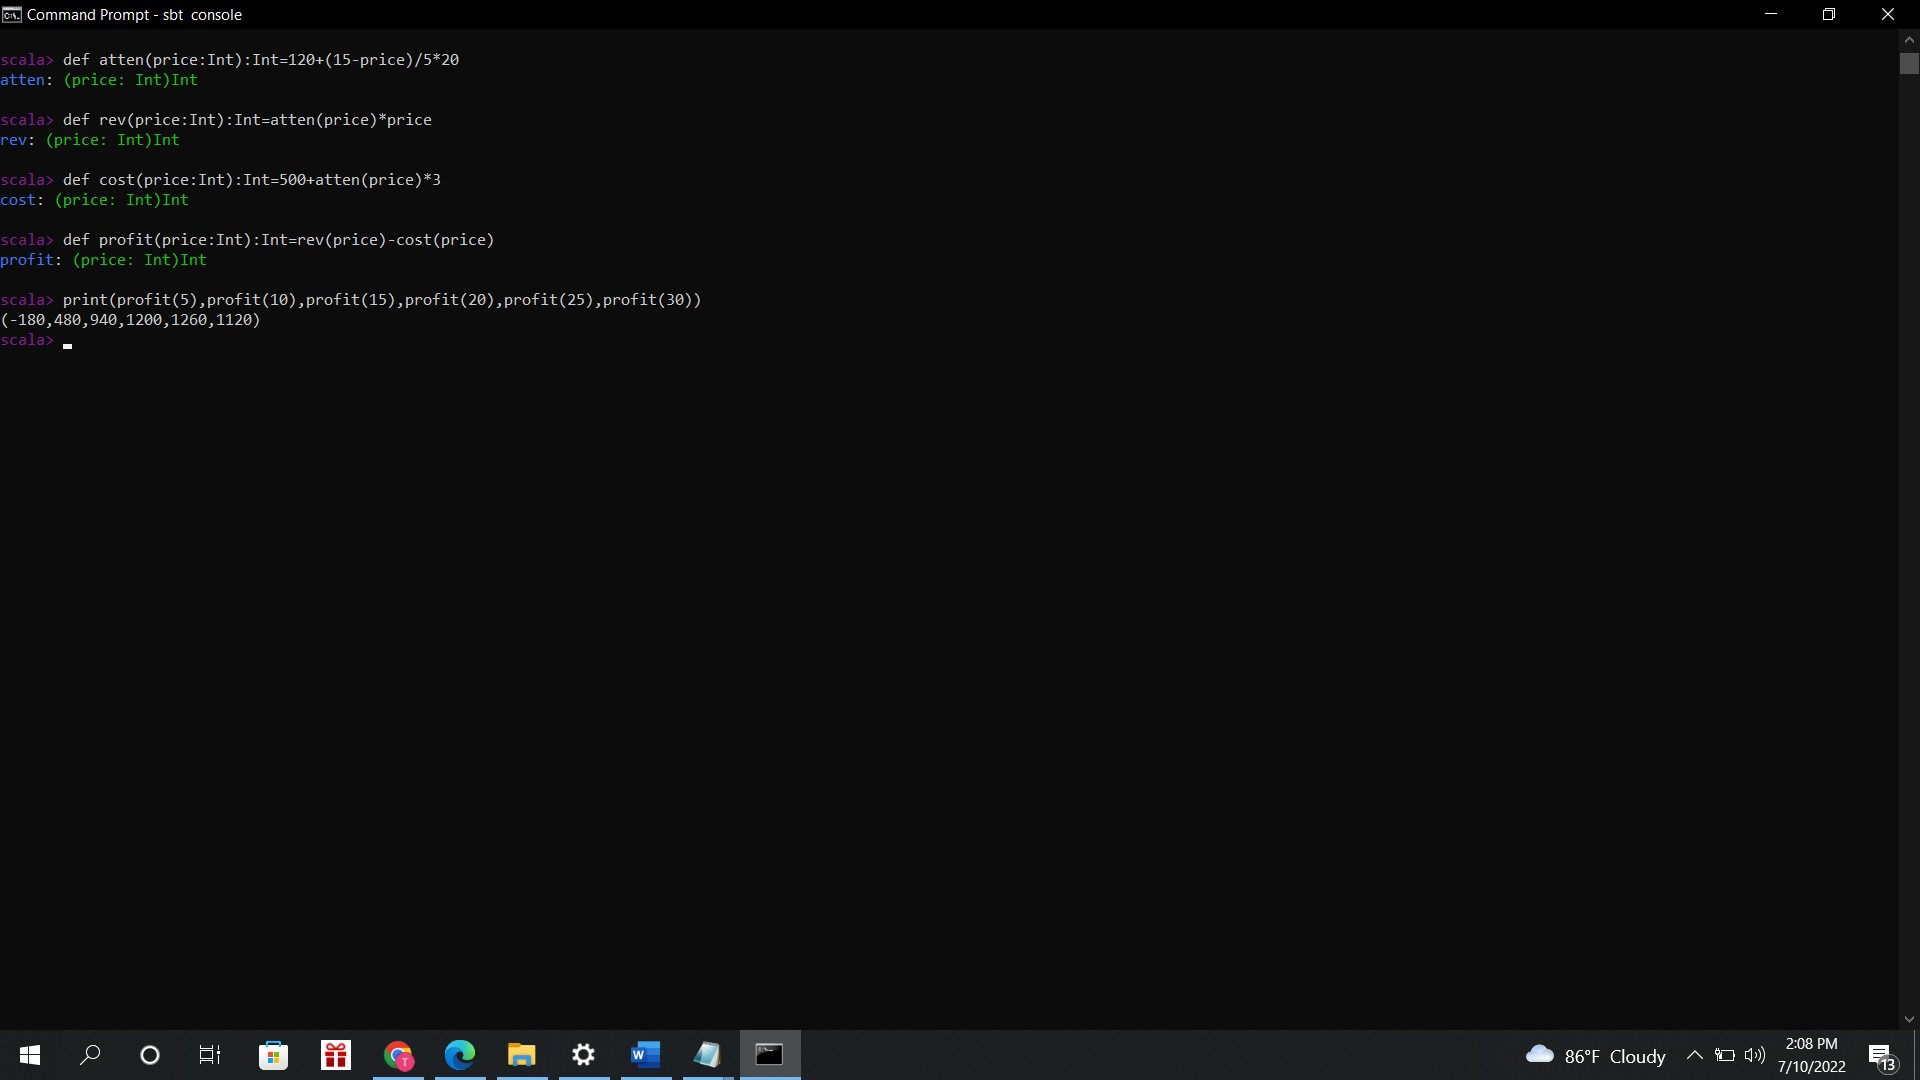 Command Prompt - sbt  console
scala> def atten(price:Int):Int=120+(15-price)/5*20
atten: (price: Int)Int
scala> def rev(price:Int):Int=atten(price)*price
rev: (price: Int)Int
scala> def cost(price:Int):Int=500+atten(price)*3
cost: (price: Int)Int
scala> def profit(price:Int):Int=rev(price)-cost(price)
profit: (price: Int)Int
scala> print(profit(5),profit(10),profit(15),profit(20),profit(25),profit(30))
(-180,480,940,1200,1260,1120)
scala>
86°F Cloudy
2:08 PM
7/10/2022
13